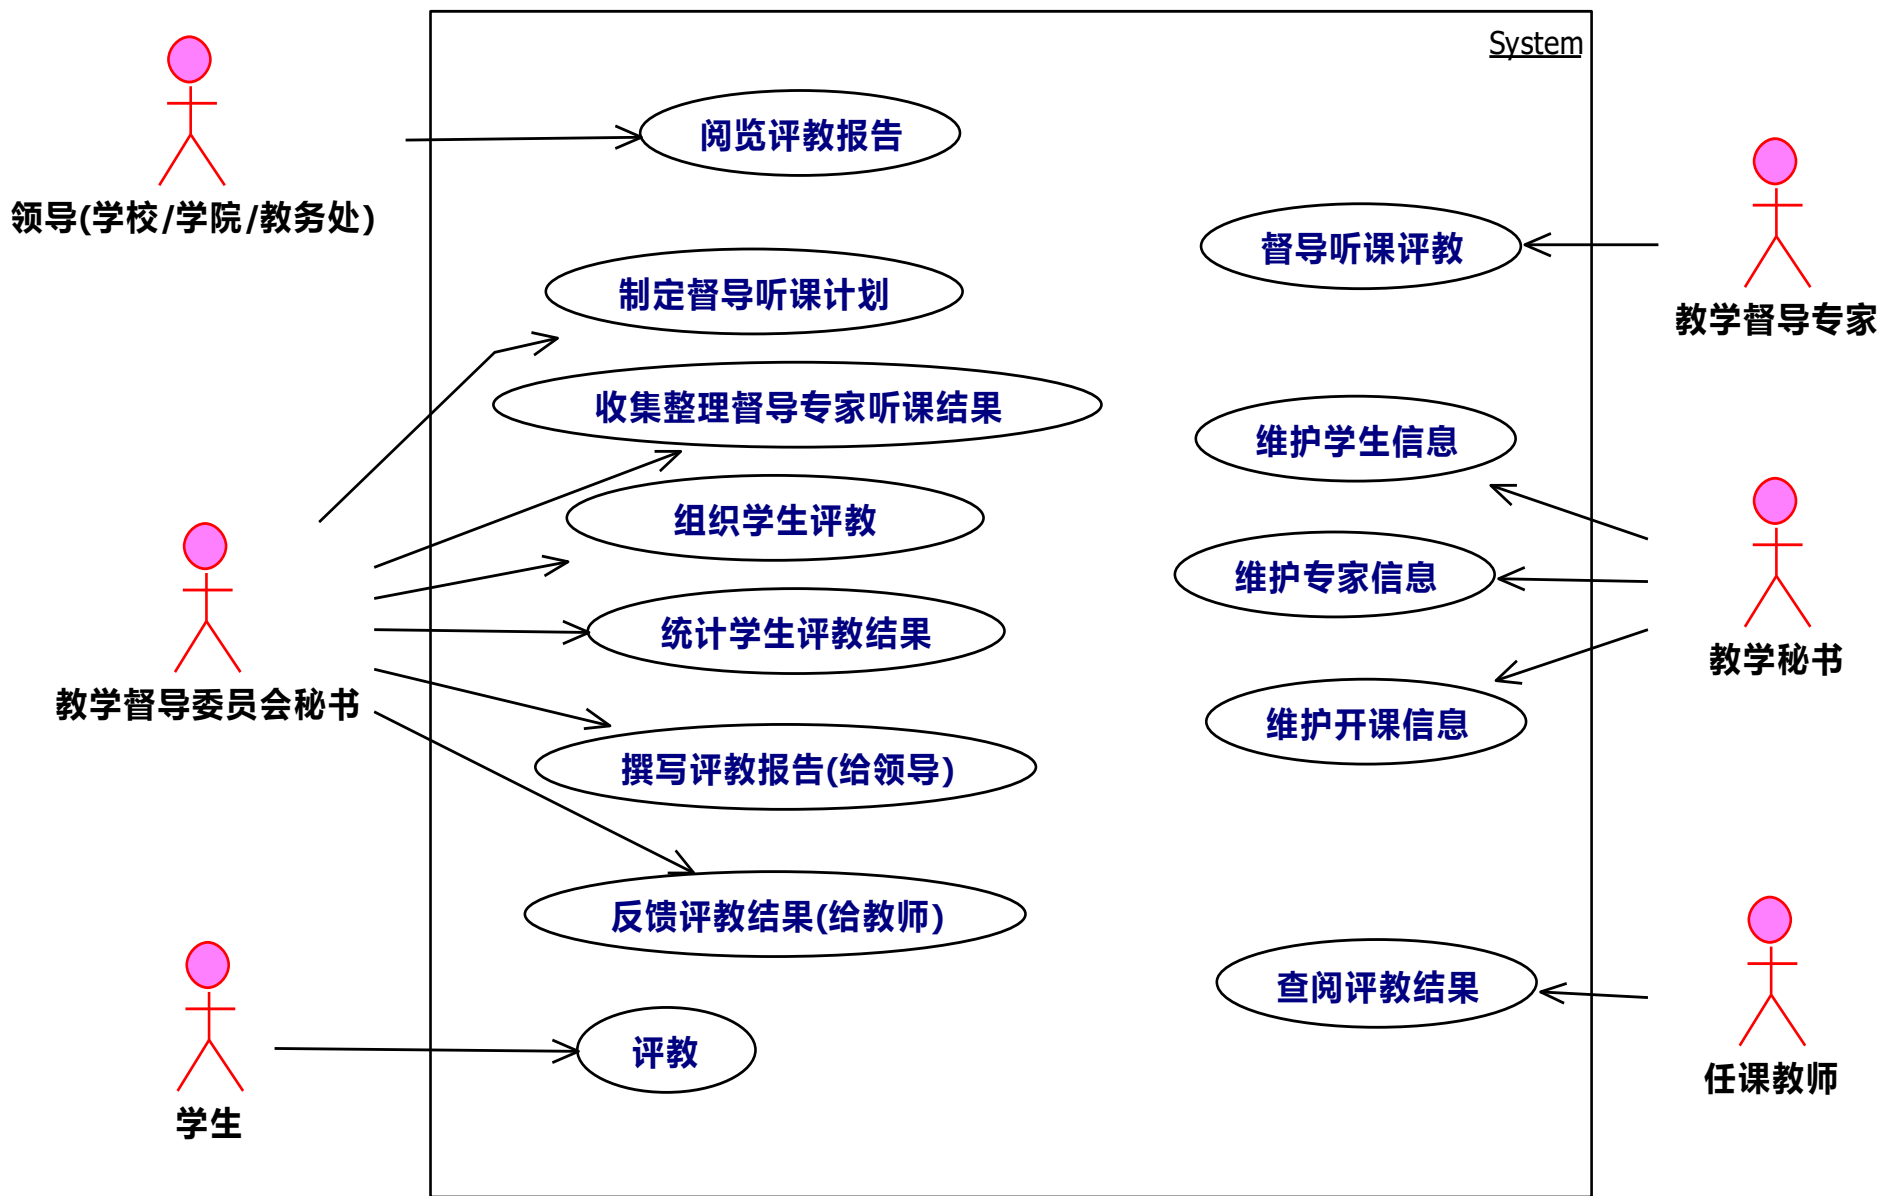 System
阅览评教报告
领导(学校/学院/教务处)
督导听课评教
制定督导听课计划
教学督导专家
收集整理督导专家听课结果
维护学生信息
组织学生评教
维护专家信息
统计学生评教结果
教学秘书
教学督导委员会秘书
维护开课信息
撰写评教报告(给领导)
反馈评教结果(给教师)
查阅评教结果
评教
任课教师
学生